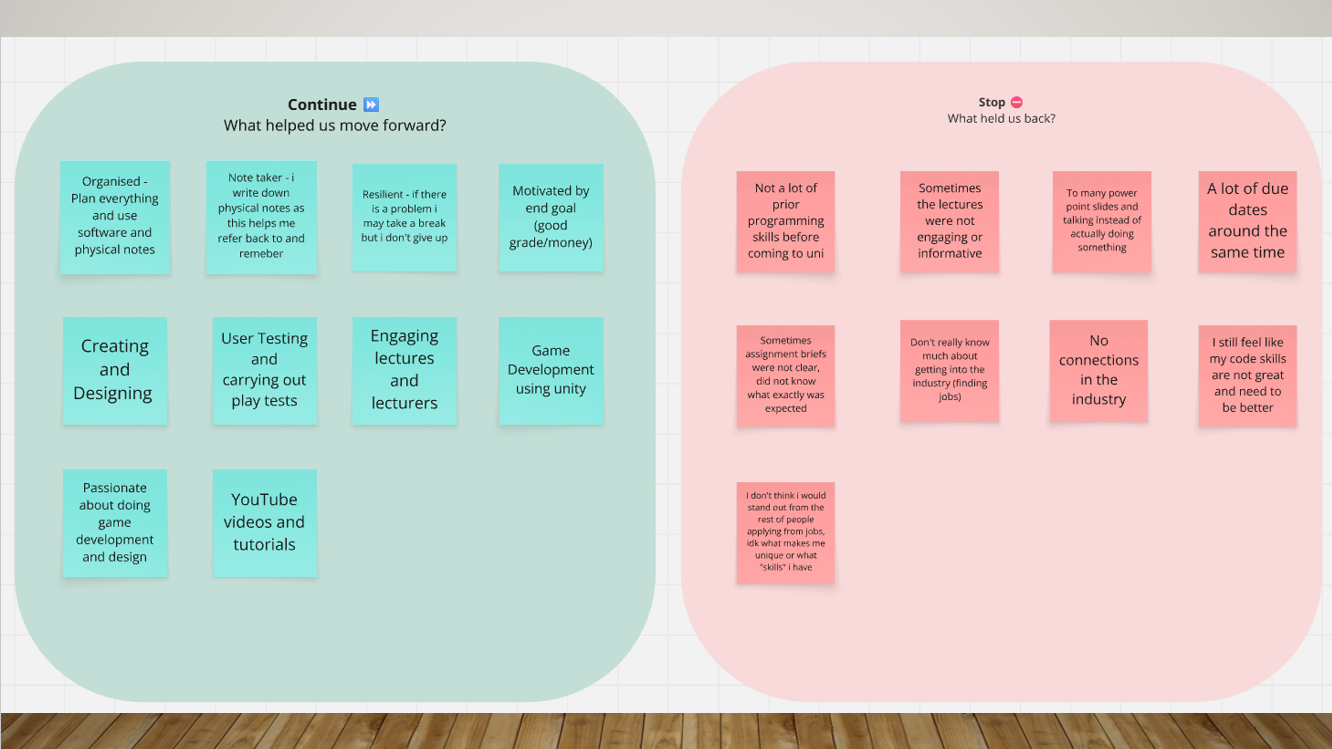 Continue ⏩
What helped us move forward?
Organised -
Plan everything
and use
software and
physical notes
Note taker - i
write down
physical notes as
this helps me
refer back to and
remeber
Resilient - if there
is a problem i
may take a break
but i don't give up
Motivated by
end goal
(good
grade/money)
Creating
and
Designing
User Testing
and
carrying out
play tests
Engaging
lectures
and
lecturers
Game
Development
using unity
Passionate
about doing
game
development
and design
YouTube
videos and
tutorials
Stop ⛔
What held us back?
Not a lot of
prior
programming
skills before
coming to uni
Sometimes
the lectures
were not
engaging or
informative
To many power
point slides and
talking instead of
actually doing
something
A lot of due
dates
around the
same time
Sometimes
assignment briefs
were not clear,
did not know
what exactly was
expected
Don't really know
much about
getting into the
industry (finding
jobs)
No
connections
in the
industry
I still feel like
my code skills
are not great
and need to
be better
I don't think i would
stand out from the
rest of people
applying from jobs,
idk what makes me
unique or what
"skills" i have